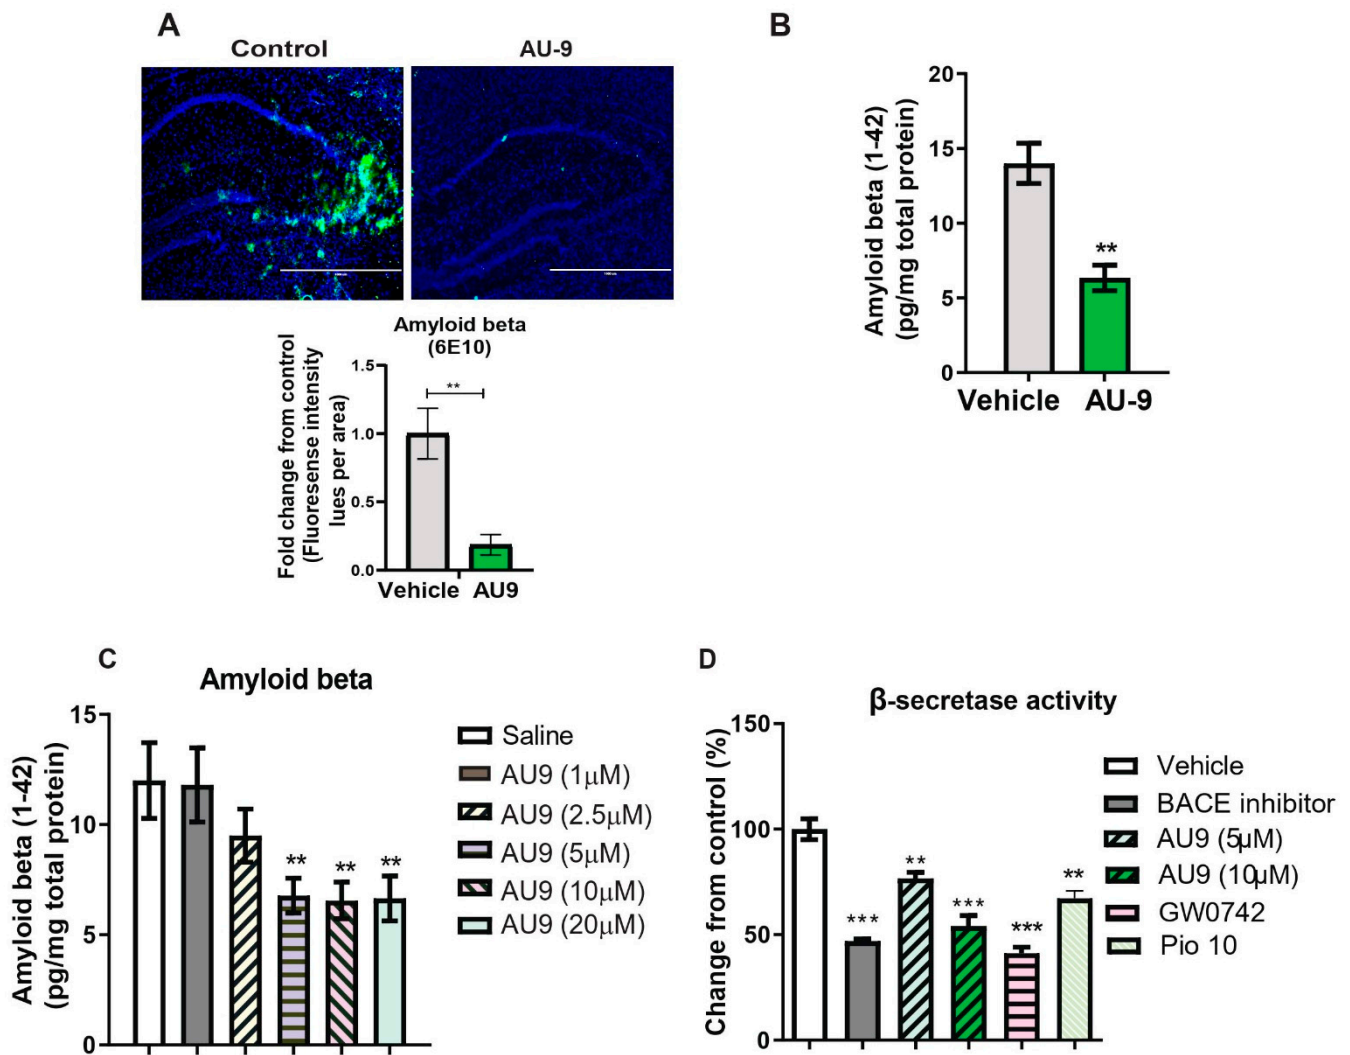 A
Control
AU-9
Amyloid beta
(6E10)
Fold change from control
(Fluoresense intensity
lues per area)
1.5
1.0
0.5
0.0
**
Vehicle
AU9
B
Amyloid beta (1-42)
(pg/mg total protein)
20
15
10
5
0
**
Vehicle
AU-9
C
Amyloid beta
Amyloid beta (1-42)
(pg/mg total protein)
15
10
5
0
**
**
**
Saline
AU9 (1μM)
AU9 (2.5μM)
AU9 (5μM)
AU9 (10μM)
AU9 (20μM)
D
β-secretase activity
Change from control (%)
150
100
50
0
***
**
***
***
**
Vehicle
BACE inhibitor
AU9 (5μM)
AU9 (10μM)
GW0742
Pio 10